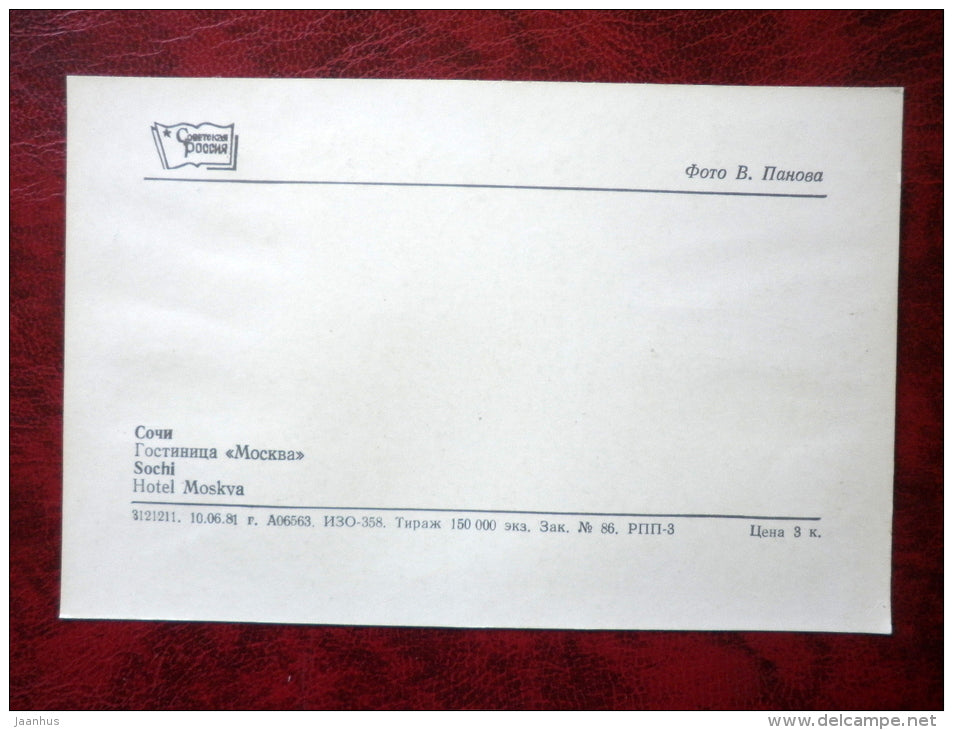 Советская
Россия
Фото В. Панова
Сочи
Гостиница «Москва»
Sochi
Hotel Moskva
3121211. 10.06.81 г. А06563. ИЗО-358. Тираж 150 000 экз. Зак. № 86. РПП-3 Цена 3 к.
jaanhus
delcampe.net